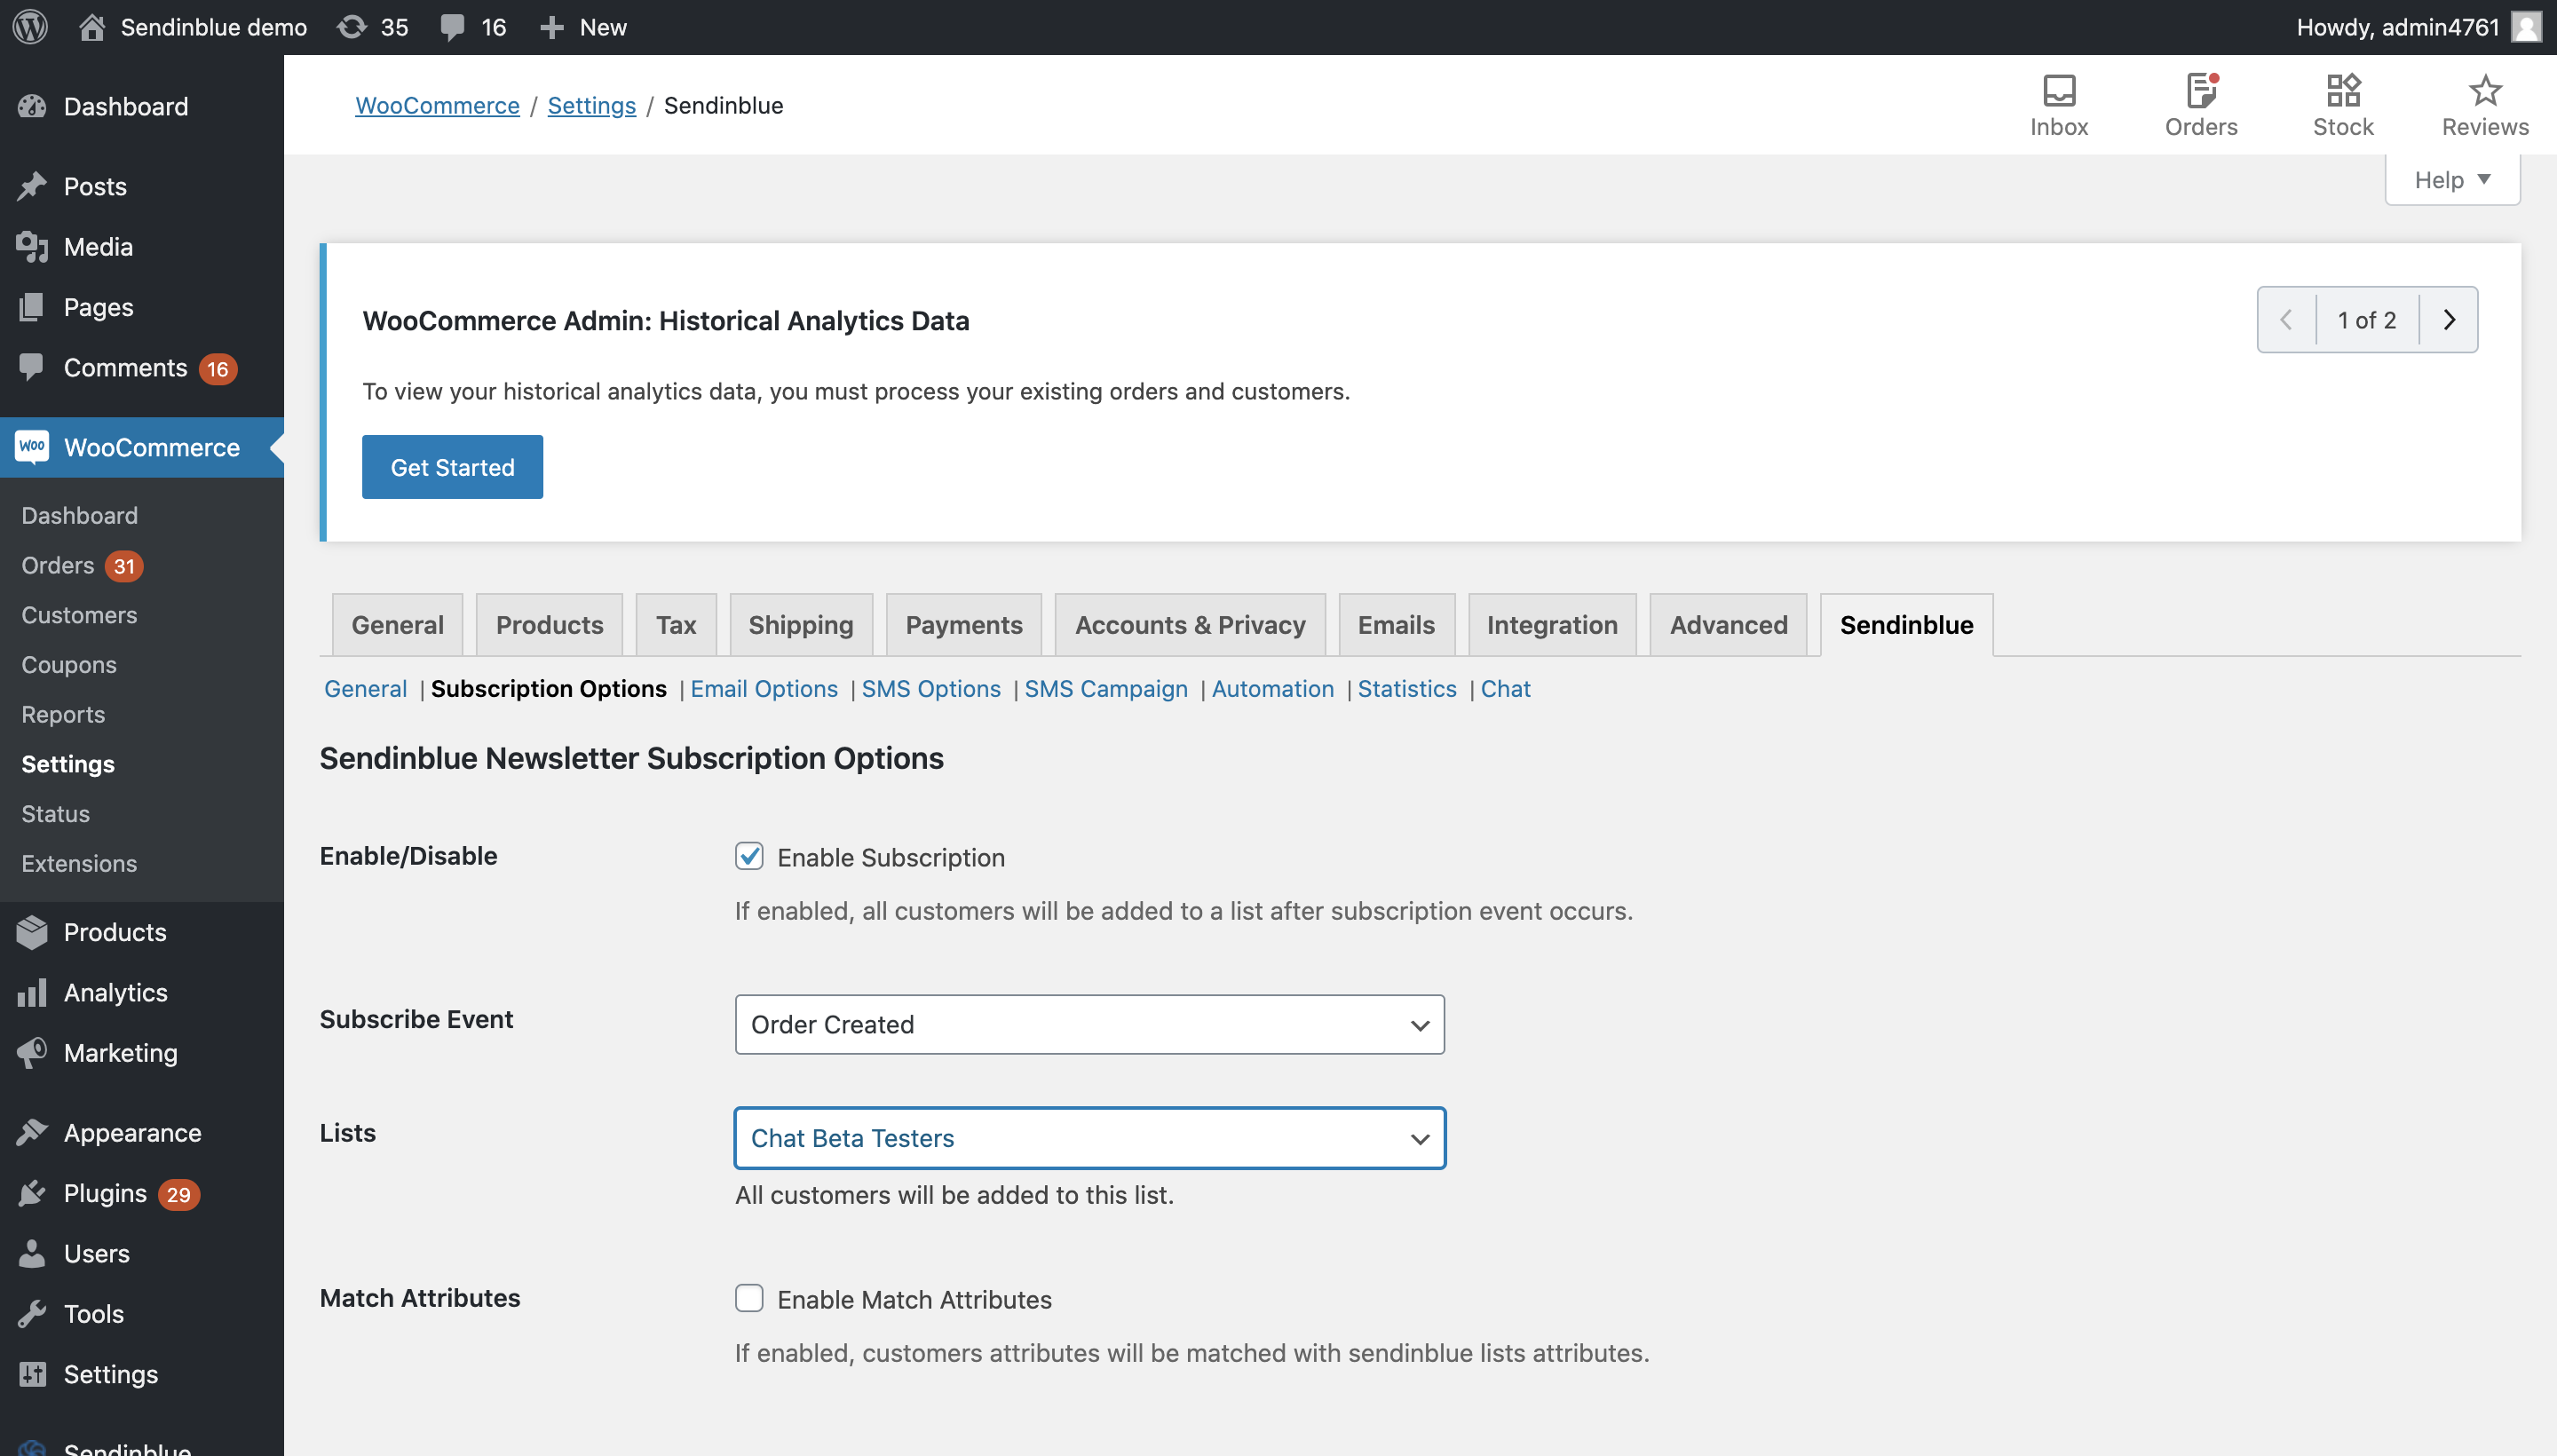 Sendinblue demo 35 16 New Howdy, admin4761
Dashboard
Posts
Media
Pages
Comments 16
WOO WooCommerce
Dashboard
Orders 31
Customers
Coupons
Reports
Settings
Status
Extensions
Products
Analytics
Marketing
Appearance
Plugins 29
Users
Tools
Settings
Sendinblue
WooCommerce / Settings / Sendinblue
Inbox Orders Stock Reviews
Help
WooCommerce Admin: Historical Analytics Data
1 of 2
To view your historical analytics data, you must process your existing orders and customers.
Get Started
General Products Tax Shipping Payments Accounts & Privacy Emails Integration Advanced Sendinblue
General | Subscription Options | Email Options | SMS Options | SMS Campaign | Automation | Statistics | Chat
Sendinblue Newsletter Subscription Options
Enable/Disable Enable Subscription
If enabled, all customers will be added to a list after subscription event occurs.
Subscribe Event Order Created
Lists Chat Beta Testers
All customers will be added to this list.
Match Attributes Enable Match Attributes
If enabled, customers attributes will be matched with sendinblue lists attributes.